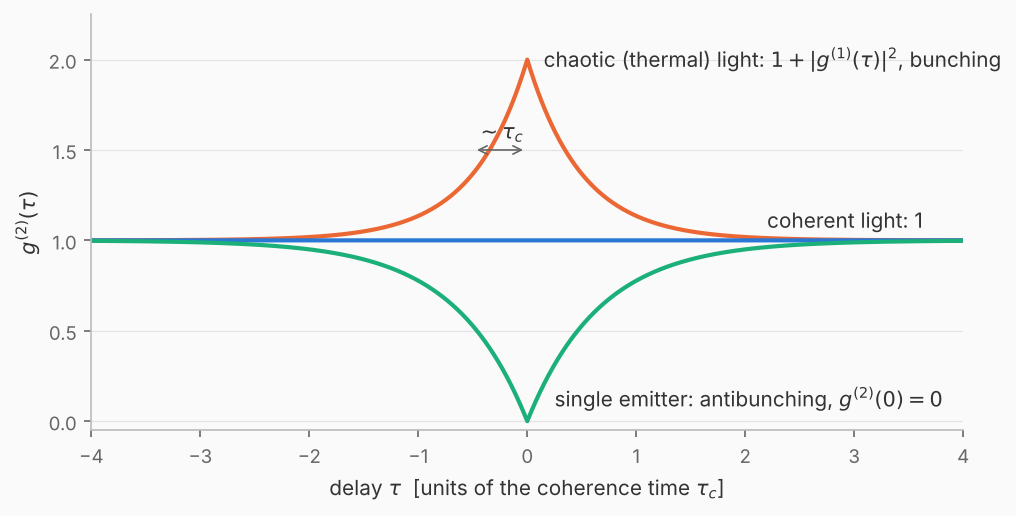 2.0
1.5
1.0
0.5
0.0
g⁽²⁾(τ)
chaotic (thermal) light: 1 + |g⁽¹⁾(τ)|², bunching
~ τ_c
coherent light: 1
single emitter: antibunching, g⁽²⁾(0) = 0
−4 −3 −2 −1 0 1 2 3 4
delay τ [units of the coherence time τ_c]